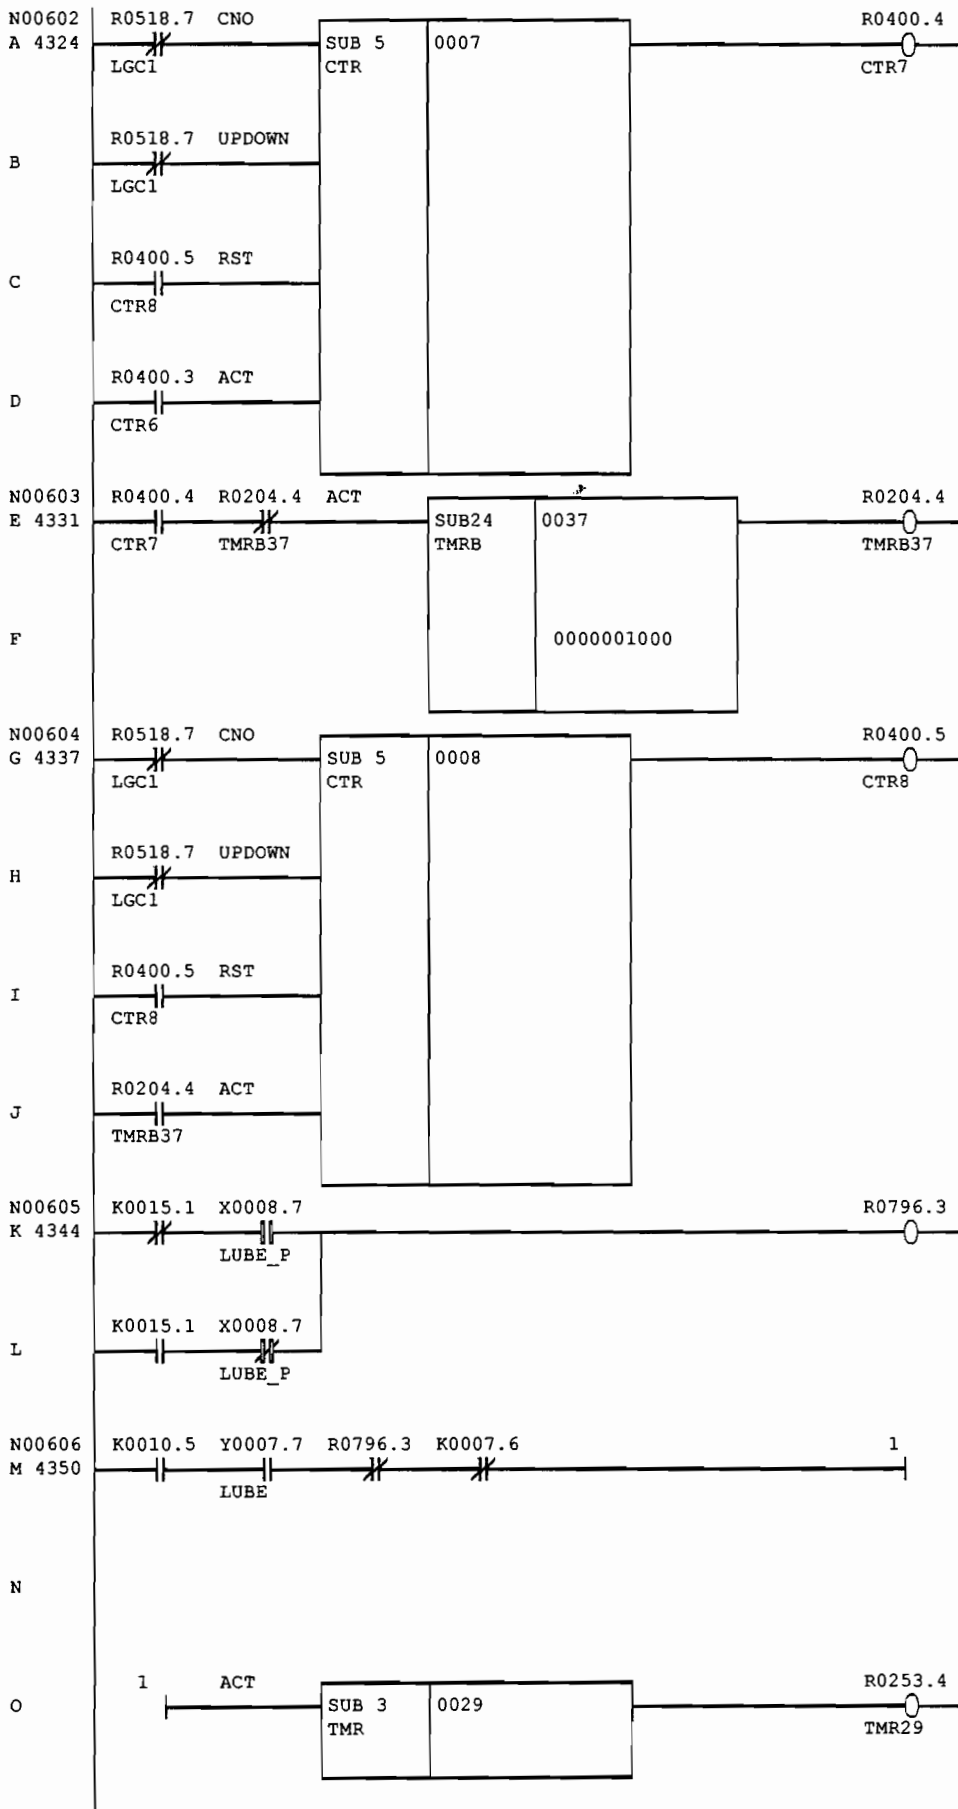 N00602 R0518.7 CNO R0400.4
A 4324 SUB 5 0007
LGC1 CTR CTR7
R0518.7 UPDOWN
B
LGC1
R0400.5 RST
C
CTR8
R0400.3 ACT
D
CTR6
N00603 R0400.4 R0204.4 ACT R0204.4
E 4331 SUB24 0037
CTR7 TMRB37 TMRB TMRB37
F 0000001000
N00604 R0518.7 CNO R0400.5
G 4337 SUB 5 0008
LGC1 CTR CTR8
R0518.7 UPDOWN
H
LGC1
R0400.5 RST
I
CTR8
R0204.4 ACT
J
TMRB37
N00605 K0015.1 X0008.7 R0796.3
K 4344
LUBE_P
K0015.1 X0008.7
L
LUBE_P
N00606 K0010.5 Y0007.7 R0796.3 K0007.6 1
M 4350
LUBE
N
1 ACT R0253.4
O SUB 3 0029
TMR TMR29